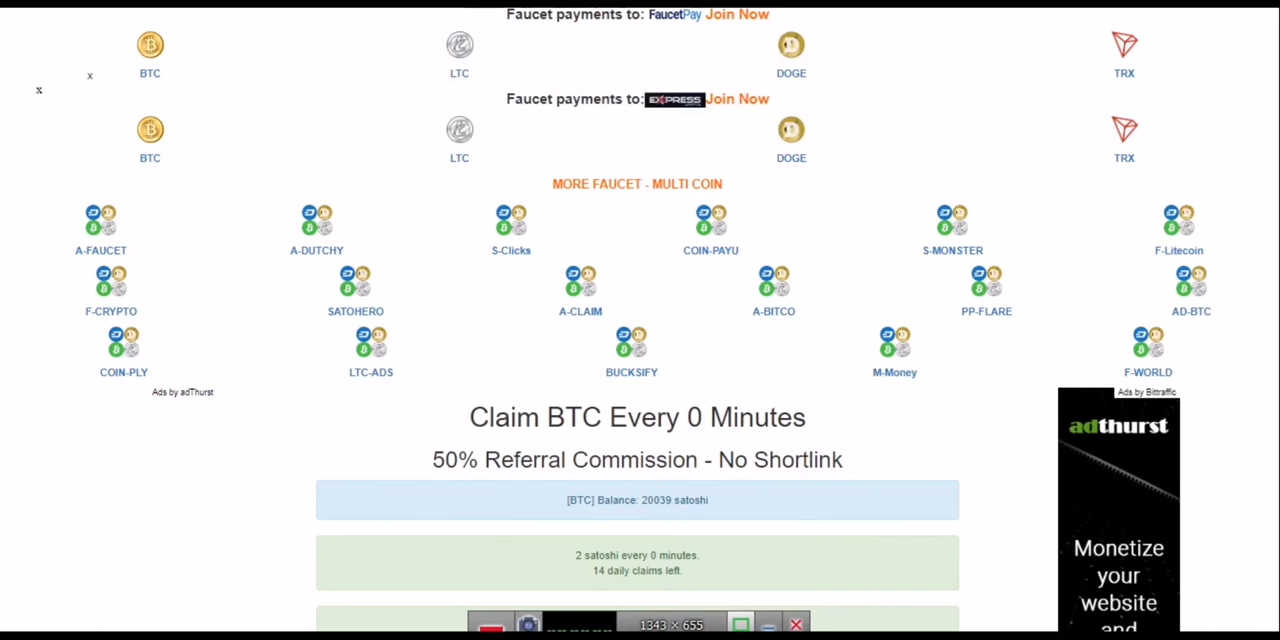 Faucet payments to: FaucetPay Join Now
BTC LTC DOGE TRX
x
x
Faucet payments to: EXPRESS Join Now
BTC LTC DOGE TRX
MORE FAUCET - MULTI COIN
A-FAUCET A-DUTCHY S-Clicks COIN-PAYU S-MONSTER F-Litecoin
F-CRYPTO SATOHERO A-CLAIM A-BITCO PP-FLARE AD-BTC
COIN-PLY LTC-ADS BUCKSIFY M-Money F-WORLD
Ads by adThurst
Ads by Bittraffic
Claim BTC Every 0 Minutes
50% Referral Commission - No Shortlink
[BTC] Balance: 20039 satoshi
2 satoshi every 0 minutes.
14 daily claims left.
adthurst
Monetize
your
website
and
1343 × 655